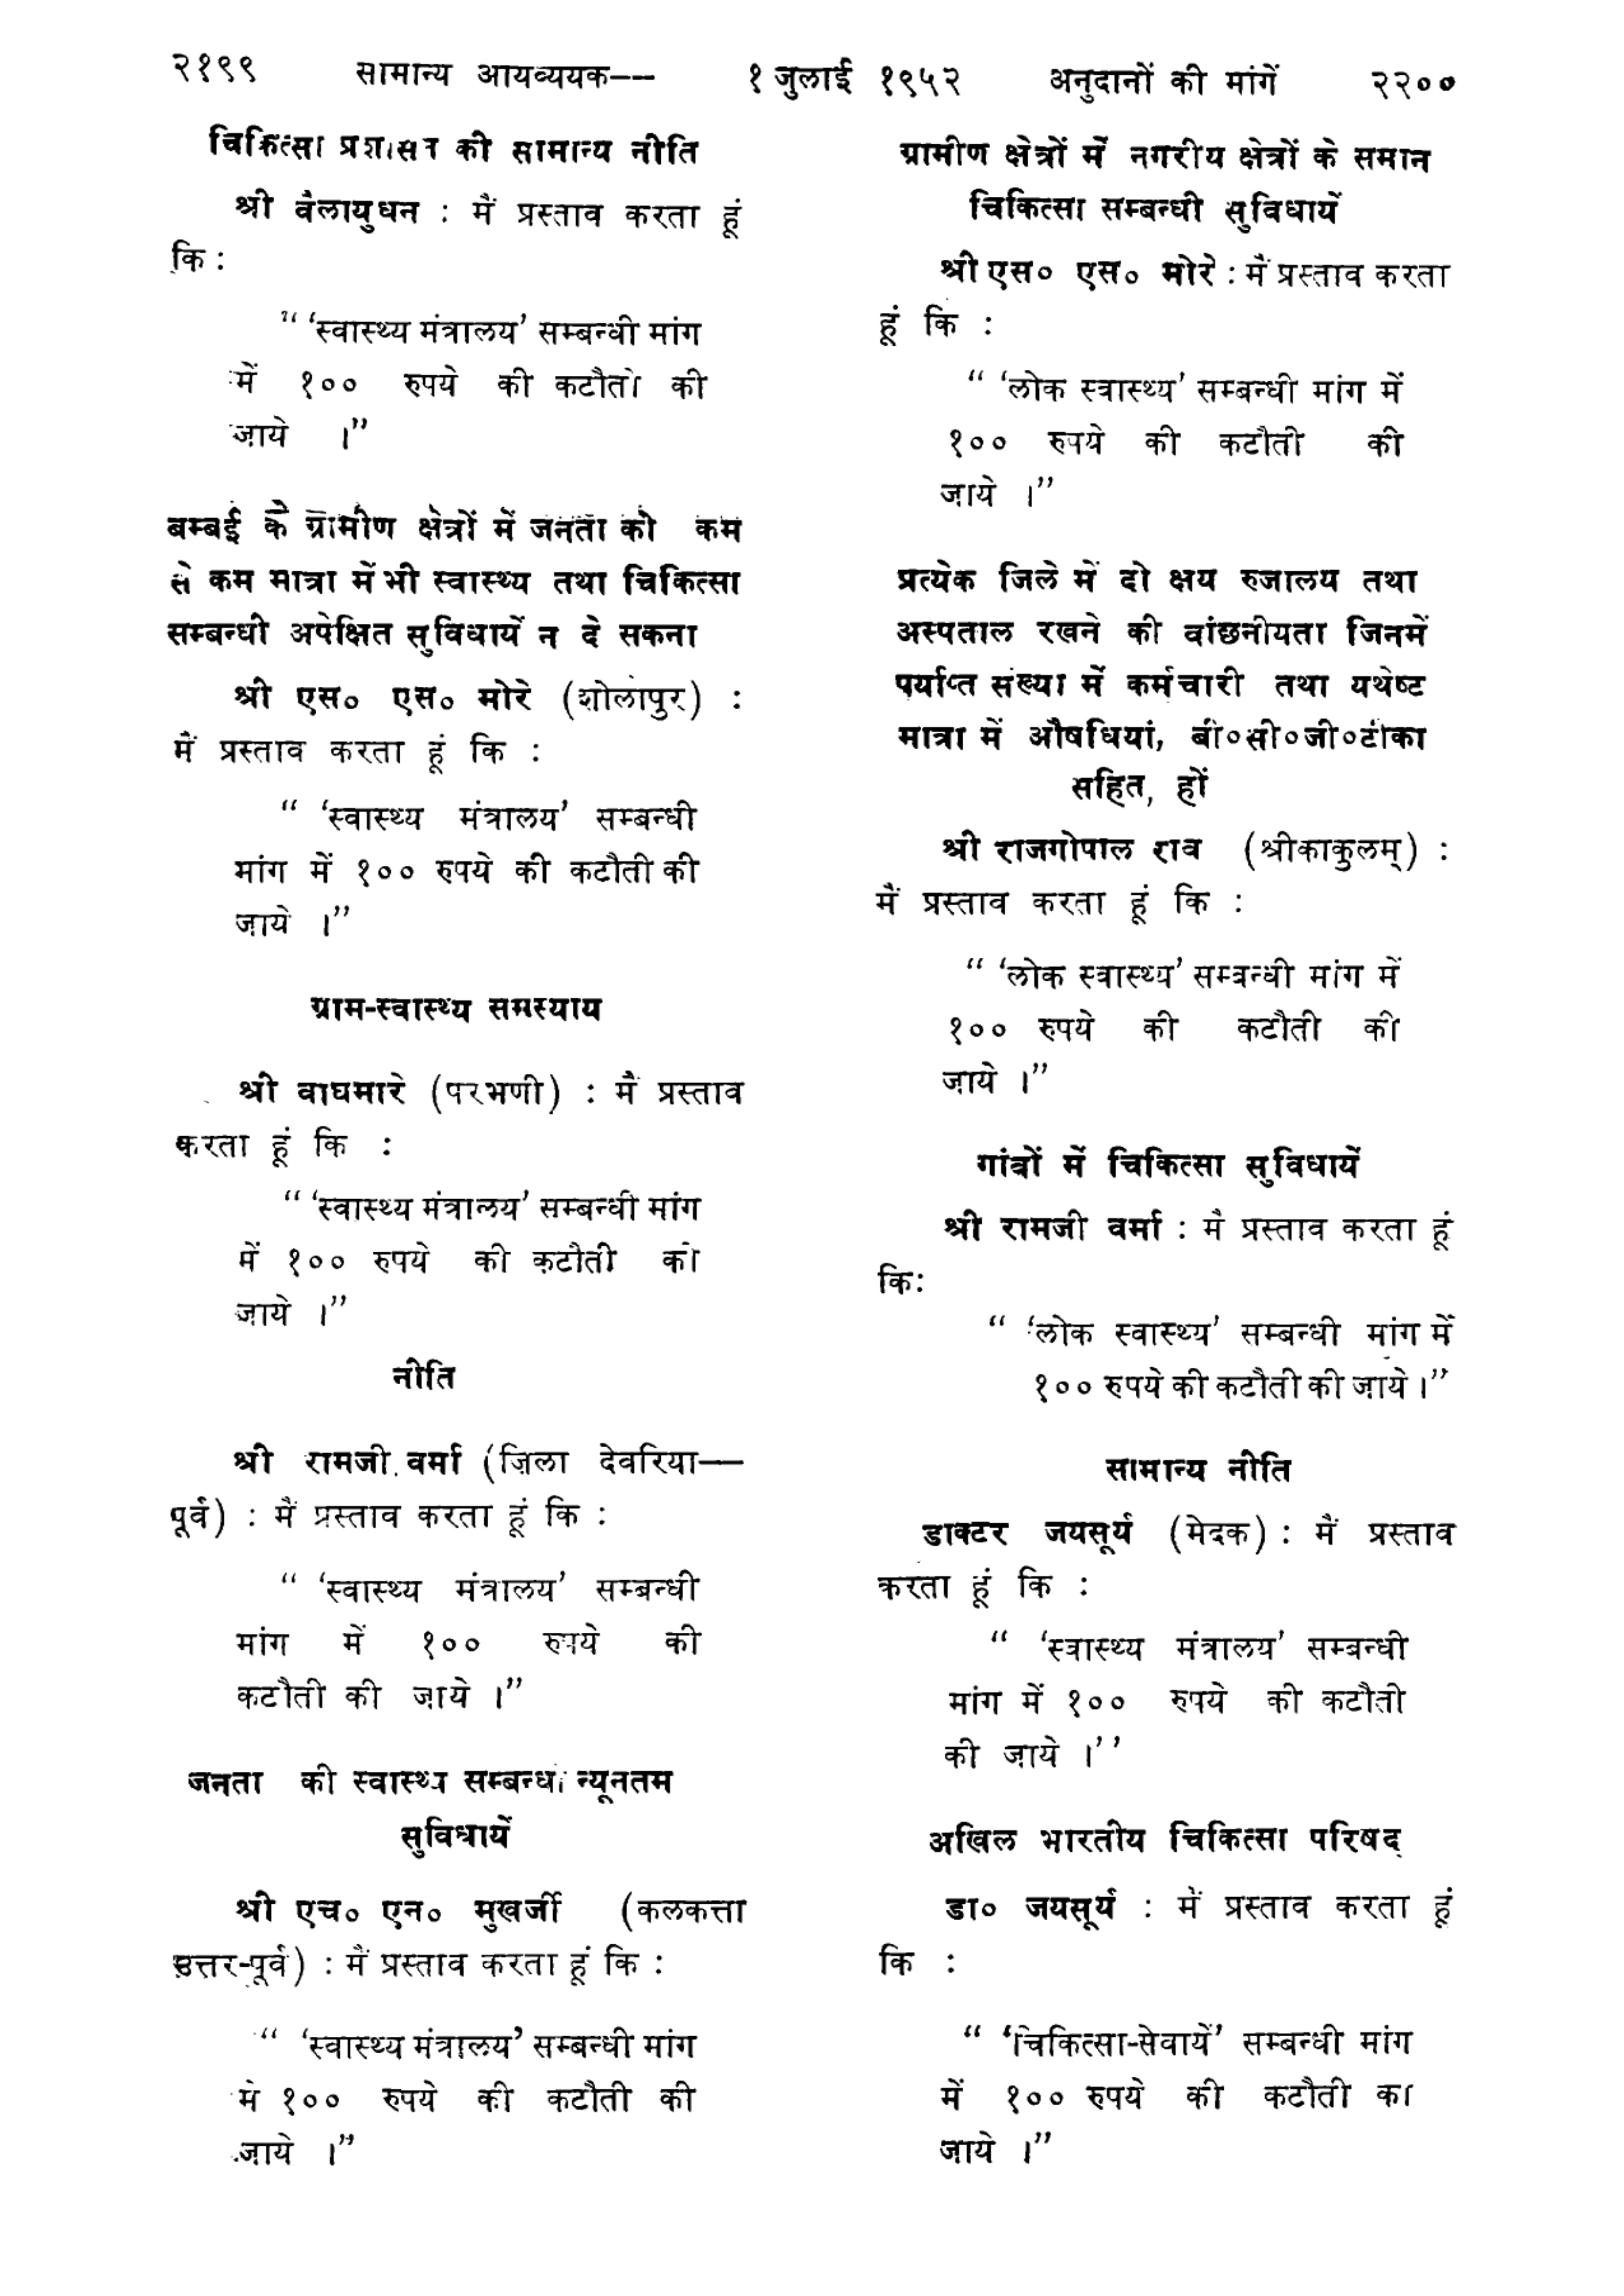 २१९९ सामान्य आयव्ययक–– १ जुलाई १९५२ अनुदानों की मांगें २२००
चिकित्सा प्रशासन की सामान्य नीति
श्री वैलायुधन : मैं प्रस्ताव करता हूं
कि :
“ ‘स्वास्थ्य मंत्रालय’ सम्बन्धी मांग
में १०० रुपये की कटौती की
जाये ।”
बम्बई के ग्रामीण क्षेत्रों में जनता को कम
से कम मात्रा में भी स्वास्थ्य तथा चिकित्सा
सम्बन्धी अपेक्षित सुविधायें न दे सकना
श्री एस० एस० मोरे (शोलापुर) :
मैं प्रस्ताव करता हूं कि :
“ ‘स्वास्थ्य मंत्रालय’ सम्बन्धी
मांग में १०० रुपये की कटौती की
जाये ।”
ग्राम-स्वास्थ्य समस्याय
श्री वाघमारे (परभणी) : मैं प्रस्ताव
करता हूं कि :
“ ‘स्वास्थ्य मंत्रालय’ सम्बन्धी मांग
में १०० रुपये की कटौती की
जाये ।”
नीति
श्री रामजी वर्मा (ज़िला देवरिया––
पूर्व) : मैं प्रस्ताव करता हूं कि :
“ ‘स्वास्थ्य मंत्रालय’ सम्बन्धी
मांग में १०० रुपये की
कटौती की जाये ।”
जनता की स्वास्थ्य सम्बन्धी न्यूनतम
सुविधायें
श्री एच० एन० मुखर्जी (कलकत्ता
उत्तर-पूर्व) : मैं प्रस्ताव करता हूं कि :
“ ‘स्वास्थ्य मंत्रालय’ सम्बन्धी मांग
में १०० रुपये की कटौती की
जाये ।”
ग्रामीण क्षेत्रों में नगरीय क्षेत्रों के समान
चिकित्सा सम्बन्धी सुविधायें
श्री एस० एस० मोरे : मैं प्रस्ताव करता
हूं कि :
“ ‘लोक स्वास्थ्य’ सम्बन्धी मांग में
१०० रुपये की कटौती की
जाये ।”
प्रत्येक जिले में दो क्षय रुजालय तथा
अस्पताल रखने की वांछनीयता जिनमें
पर्याप्त संख्या में कर्मचारी तथा यथेष्ट
मात्रा में औषधियां, बी०सी०जी०टीका
सहित, हों
श्री राजगोपाल राव (श्रीकाकुलम्) :
मैं प्रस्ताव करता हूं कि :
“ ‘लोक स्वास्थ्य’ सम्बन्धी मांग में
१०० रुपये की कटौती की
जाये ।”
गांवों में चिकित्सा सुविधायें
श्री रामजी वर्मा : मैं प्रस्ताव करता हूं
कि:
“ ‘लोक स्वास्थ्य’ सम्बन्धी मांग में
१०० रुपये की कटौती की जाये ।”
सामान्य नीति
डाक्टर जयसूर्य (मेदक) : मैं प्रस्ताव
करता हूं कि :
“ ‘स्वास्थ्य मंत्रालय’ सम्बन्धी
मांग में १०० रुपये की कटौती
की जाये ।’’
अखिल भारतीय चिकित्सा परिषद्
डा० जयसूर्य : में प्रस्ताव करता हूं
कि :
“ ‘चिकित्सा-सेवायें’ सम्बन्धी मांग
में १०० रुपये की कटौती का
जाये ।”